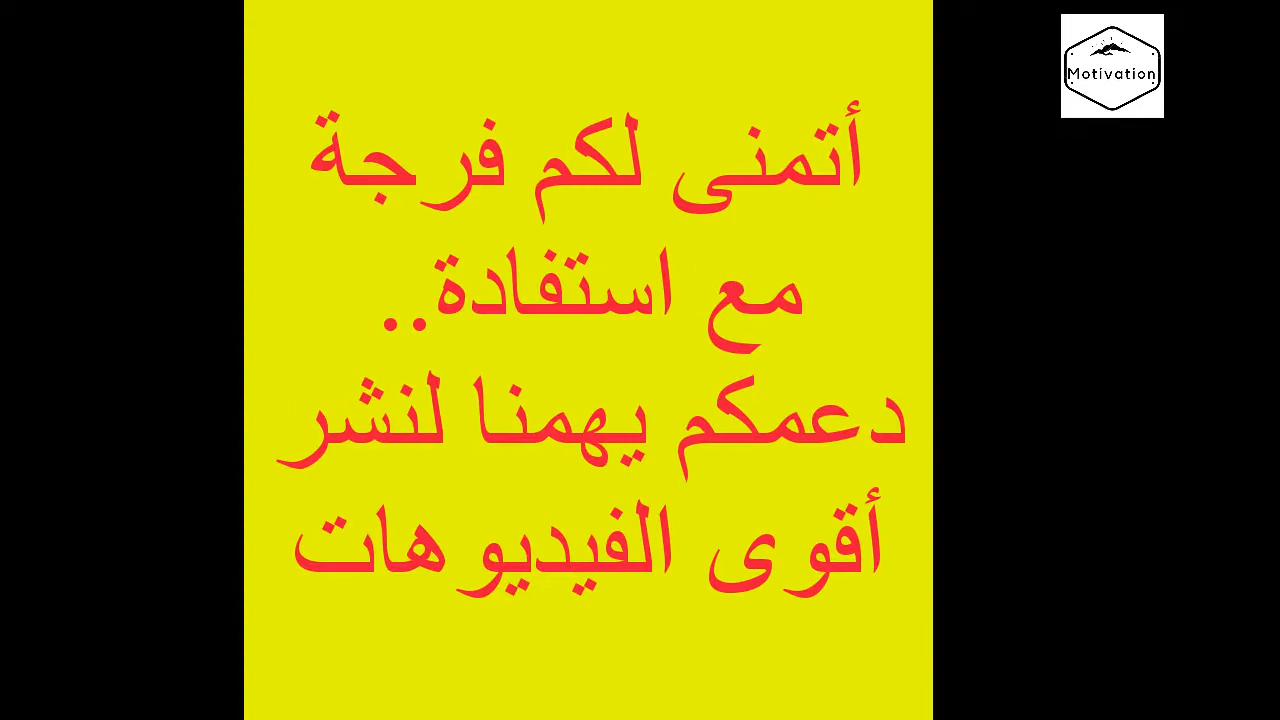 أتمنى لكم فرجة
مع استفادة..
دعمكم يهمنا لنشر
أقوى الفيديوهات
Motivation